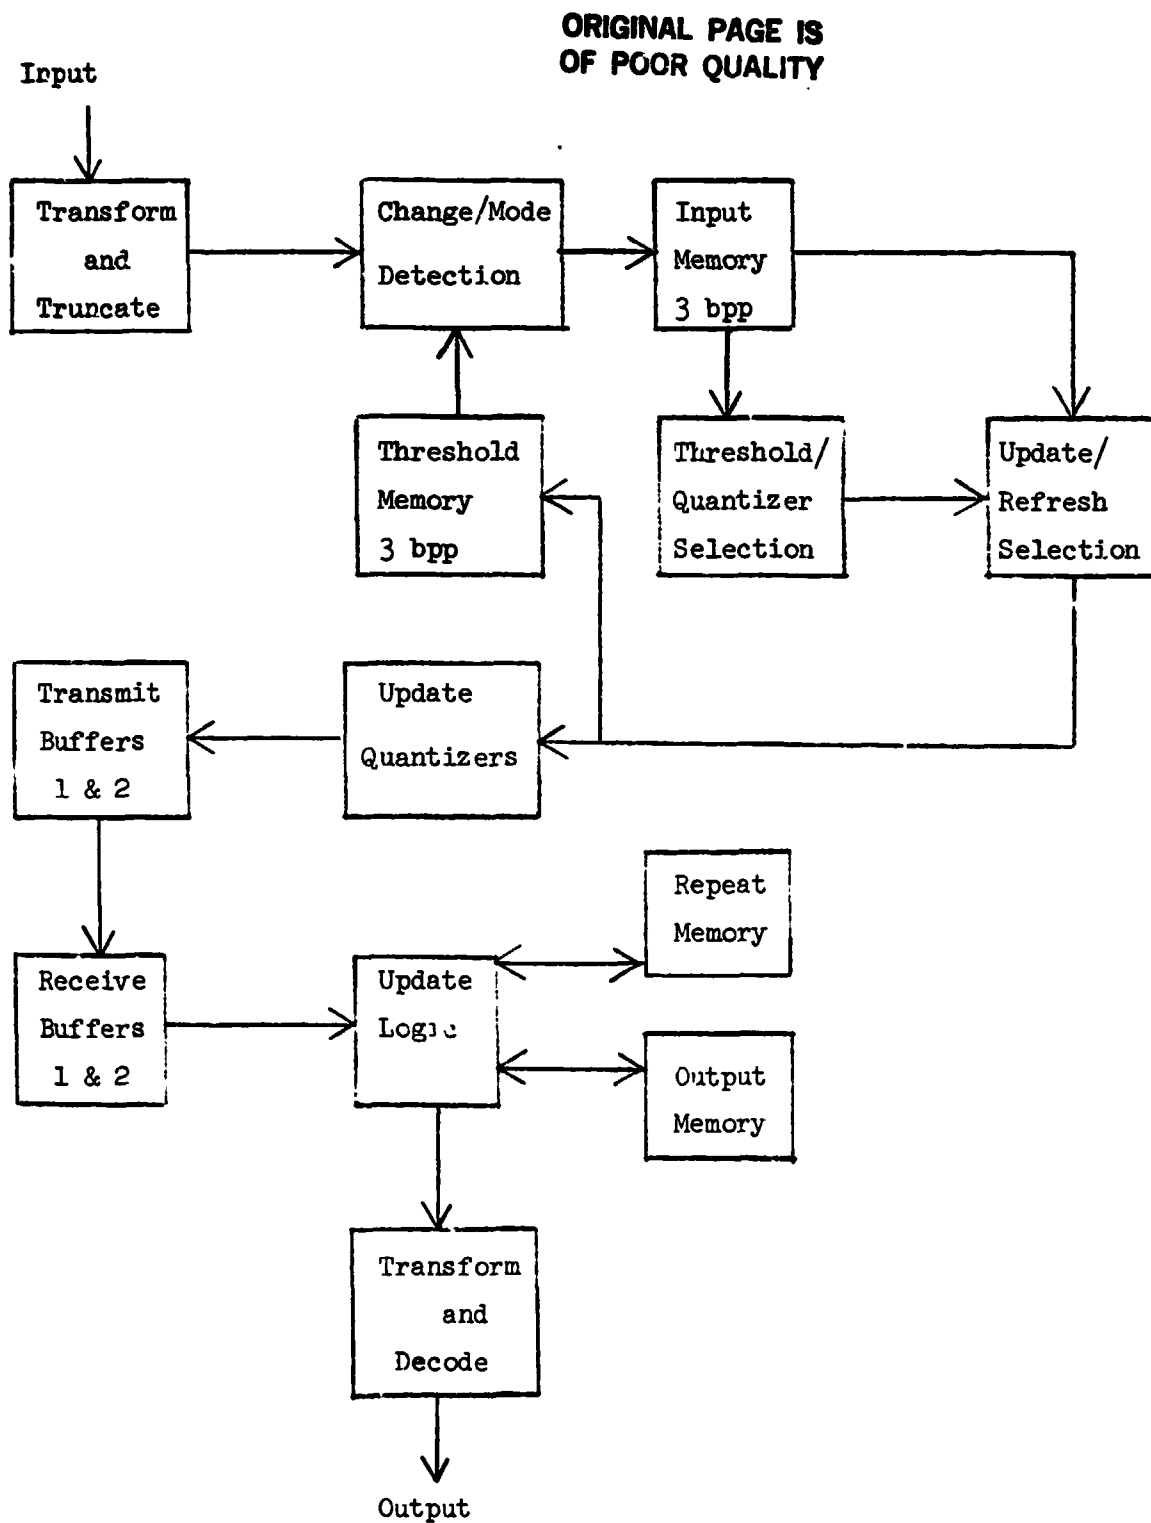 ORIGINAL PAGE IS
OF POOR QUALITY
Input
Transform
and
Truncate
Change/Mode
Detection
Input
Memory
3 bpp
Threshold
Memory
3 bpp
Threshold/
Quantizer
Selection
Update/
Refresh
Selection
Transmit
Buffers
1 & 2
Update
Quantizers
Repeat
Memory
Receive
Buffers
1 & 2
Update
Logic
Output
Memory
Transform
and
Decode
Output